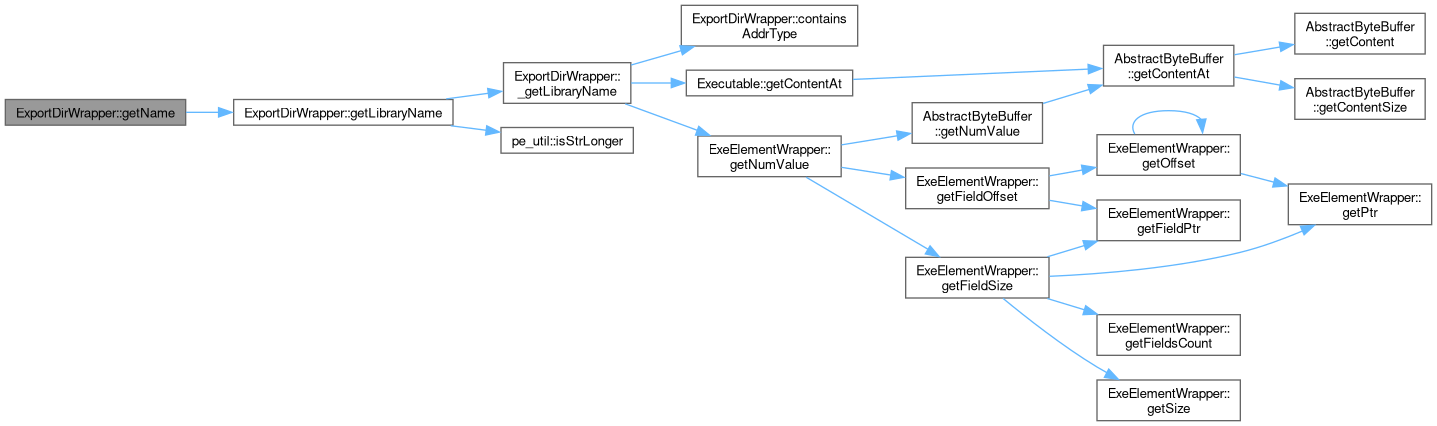 ExportDirWrapper::getName
ExportDirWrapper::getLibraryName
ExportDirWrapper::
_getLibraryName
pe_util::isStrLonger
ExportDirWrapper::contains
AddrType
Executable::getContentAt
ExeElementWrapper::
getNumValue
AbstractByteBuffer
::getNumValue
ExeElementWrapper::
getFieldOffset
ExeElementWrapper::
getFieldSize
AbstractByteBuffer
::getContentAt
ExeElementWrapper::
getOffset
ExeElementWrapper::
getFieldPtr
ExeElementWrapper::
getFieldsCount
ExeElementWrapper::
getSize
AbstractByteBuffer
::getContent
AbstractByteBuffer
::getContentSize
ExeElementWrapper::
getPtr